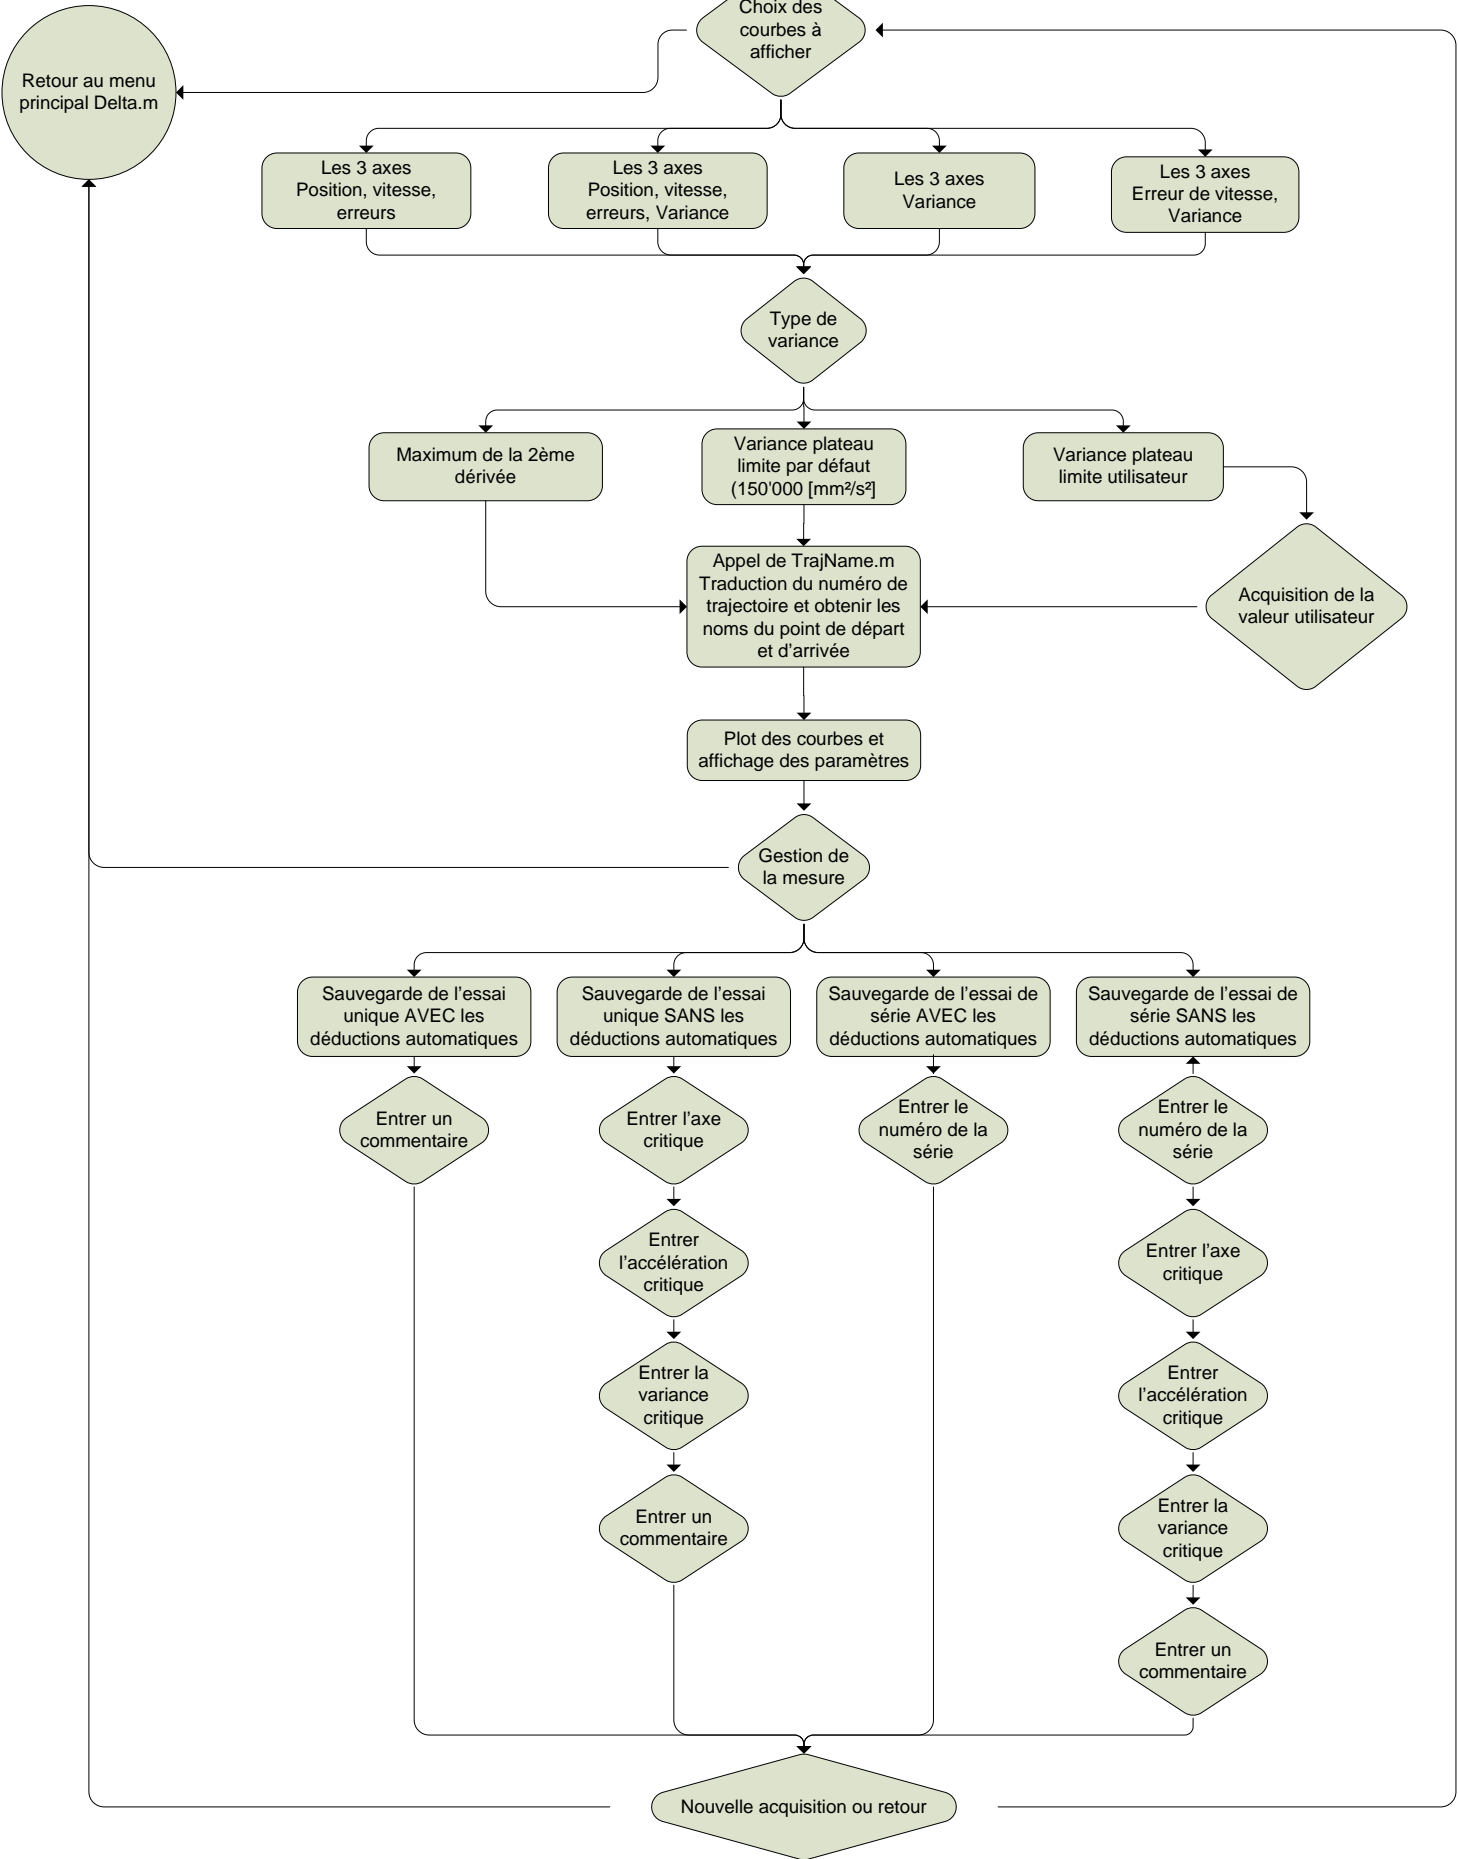 Choix des
courbes à
afficher
Retour au menu
principal Delta.m
Les 3 axes
Position, vitesse,
erreurs
Les 3 axes
Position, vitesse,
erreurs, Variance
Les 3 axes
Variance
Les 3 axes
Erreur de vitesse,
Variance
Type de
variance
Maximum de la 2ème
dérivée
Variance plateau
limite par défaut
(150'000 [mm²/s²]
Variance plateau
limite utilisateur
Appel de TrajName.m
Traduction du numéro de
trajectoire et obtenir les
noms du point de départ
et d'arrivée
Acquisition de la
valeur utilisateur
Plot des courbes et
affichage des paramètres
Gestion de
la mesure
Sauvegarde de l'essai
unique AVEC les
déductions automatiques
Sauvegarde de l'essai
unique SANS les
déductions automatiques
Sauvegarde de l'essai de
série AVEC les
déductions automatiques
Sauvegarde de l'essai de
série SANS les
déductions automatiques
Entrer un
commentaire
Entrer l'axe
critique
Entrer le
numéro de la
série
Entrer le
numéro de la
série
Entrer
l'accélération
critique
Entrer l'axe
critique
Entrer la
variance
critique
Entrer
l'accélération
critique
Entrer un
commentaire
Entrer la
variance
critique
Entrer un
commentaire
Nouvelle acquisition ou retour